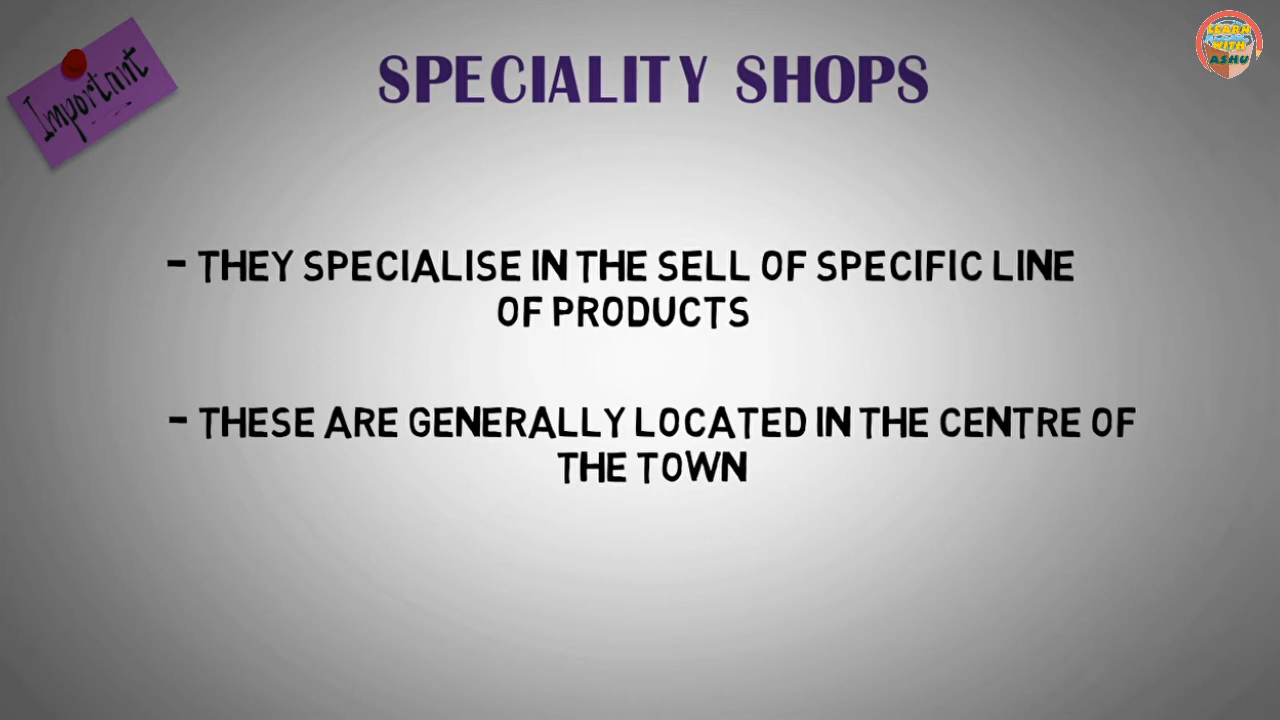 Important
SPECIALITY SHOPS
LEARN
WITH
ASHU
- THEY SPECIALISE IN THE SELL OF SPECIFIC LINE
OF PRODUCTS
- THESE ARE GENERALLY LOCATED IN THE CENTRE OF
THE TOWN